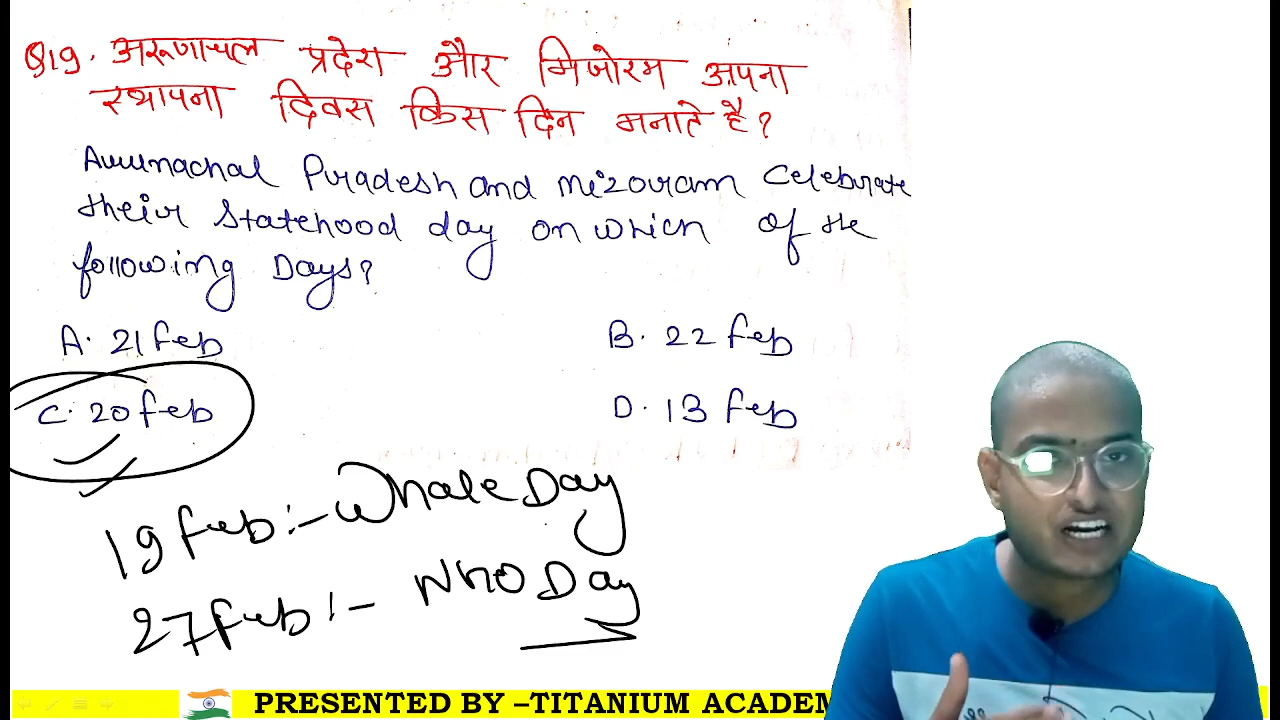 Q19. अरूणाचल प्रदेश और मिजोरम अपना
स्थापना दिवस किस दिन मनाते है?
Arunachal Pradesh and Mizoram Celebrate
their Statehood day on which of the
following Days?
A. 21 feb
B. 22 feb
C. 20 feb
D. 13 feb
19 feb :- Whale Day
27 feb :- WHO Day
PRESENTED BY –TITANIUM ACADEM